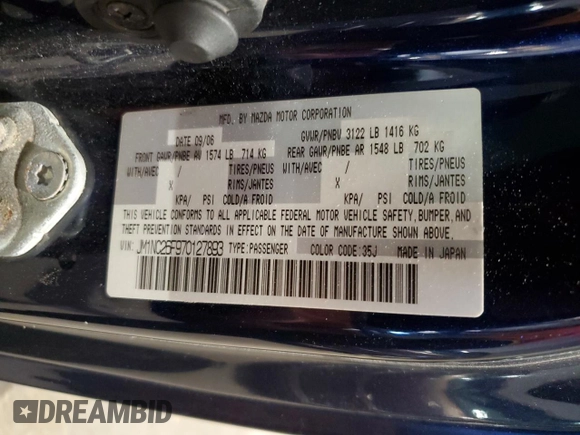 MFD. BY MAZDA MOTOR CORPORATION
DATE 09/06 GVWR/PNBV 3122 LB 1416 KG
FRONT GAWR/PNBE AV 1574 LB 714 KG REAR GAWR/PNBE AR 1548 LB 702 KG
WITH/AVEC / TIRES/PNEUS WITH/AVEC / TIRES/PNEUS
X RIMS/JANTES X RIMS/JANTES
KPA/ PSI COLD/A FROID KPA/ PSI COLD/A FROID
THIS VEHICLE CONFORMS TO ALL APPLICABLE FEDERAL MOTOR VEHICLE SAFETY, BUMPER, AND
THEFT PREVENTION STANDARDS IN EFFECT ON THE DATE OF MANUFACTURE SHOWN ABOVE.
VIN: JM1NC25F970127893 TYPE:PASSENGER COLOR CODE:35J MADE IN JAPAN
DREAMBID